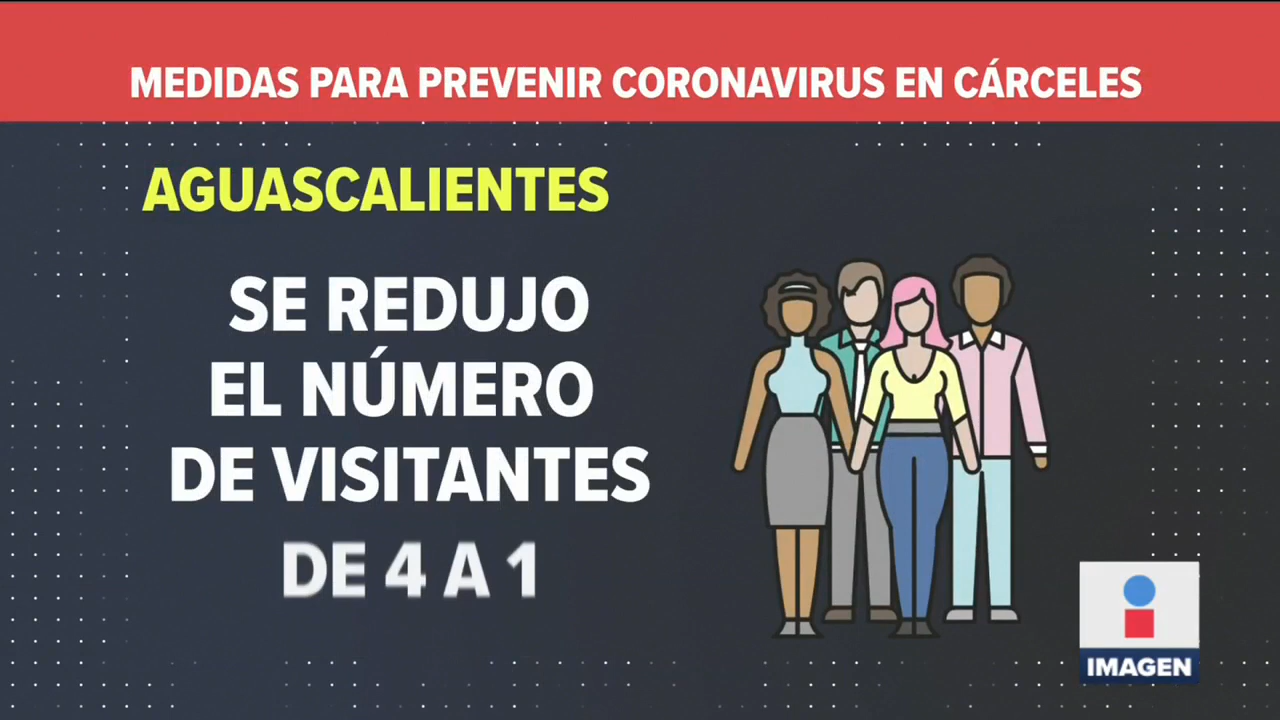 MEDIDAS PARA PREVENIR CORONAVIRUS EN CÁRCELES
AGUASCALIENTES
SE REDUJO
EL NÚMERO
DE VISITANTES
DE 4 A 1
IMAGEN